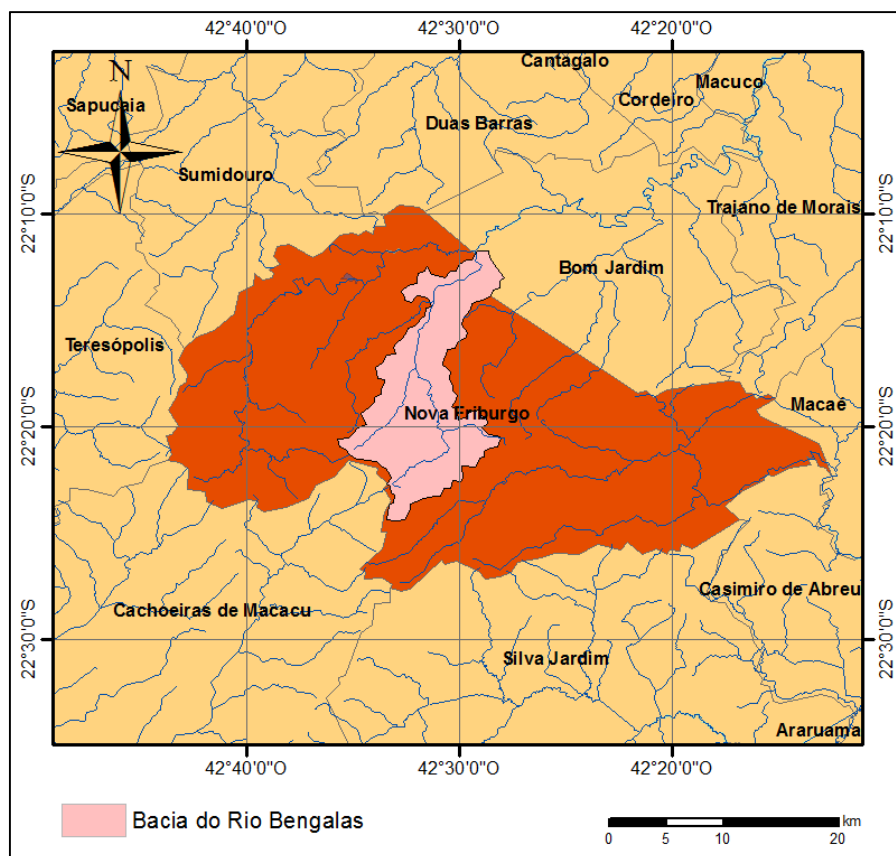 42°40'0"O 42°30'0"O 42°20'0"O
N
Cantagalo
Macuco
Sapucaia
Cordeiro
Duas Barras
Sumidouro
22°10'0"S 22°10'0"S
Trajano de Morais
Bom Jardim
Teresópolis
Macaé
Nova Friburgo
22°20'0"S 22°20'0"S
Casimiro de Abreu
Cachoeiras de Macacu
22°30'0"S 22°30'0"S
Silva Jardim
Araruama
42°40'0"O 42°30'0"O 42°20'0"O
Bacia do Rio Bengalas
km
0 5 10 20